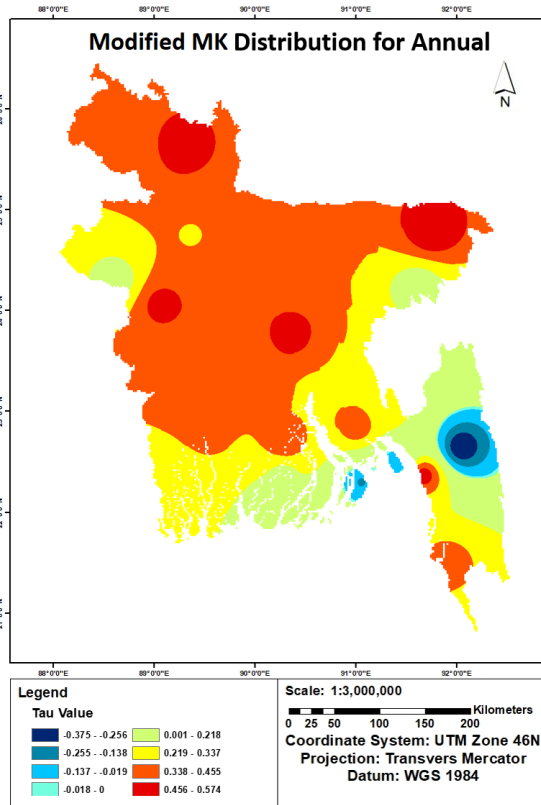 Modified MK Distribution for Annual
N
88°0'0"E 89°0'0"E 90°0'0"E 91°0'0"E 92°0'0"E
88°0'0"E 89°0'0"E 90°0'0"E 91°0'0"E 92°0'0"E
Legend
Tau Value
-0.375 - -0.256
-0.255 - -0.138
-0.137 - -0.019
-0.018 - 0
0.001 - 0.218
0.219 - 0.337
0.338 - 0.455
0.456 - 0.574
Scale: 1:3,000,000
Kilometers
0 25 50 100 150 200
Coordinate System: UTM Zone 46N
Projection: Transvers Mercator
Datum: WGS 1984